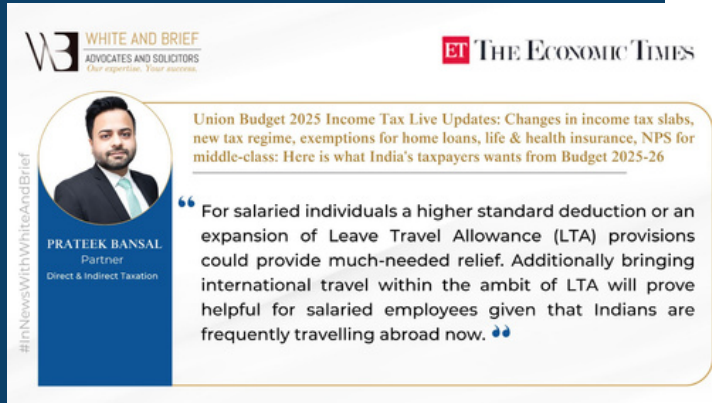 WHITE AND BRIEF
ADVOCATES AND SOLICITORS
Our expertise. Your success.
ET THE ECONOMIC TIMES
Union Budget 2025 Income Tax Live Updates: Changes in income tax slabs,
new tax regime, exemptions for home loans, life & health insurance, NPS for
middle-class: Here is what India's taxpayers wants from Budget 2025-26
#InNewsWithWhiteAndBrief
PRATEEK BANSAL
Partner
Direct & Indirect Taxation
“ For salaried individuals a higher standard deduction or an
expansion of Leave Travel Allowance (LTA) provisions
could provide much-needed relief. Additionally bringing
international travel within the ambit of LTA will prove
helpful for salaried employees given that Indians are
frequently travelling abroad now. ”